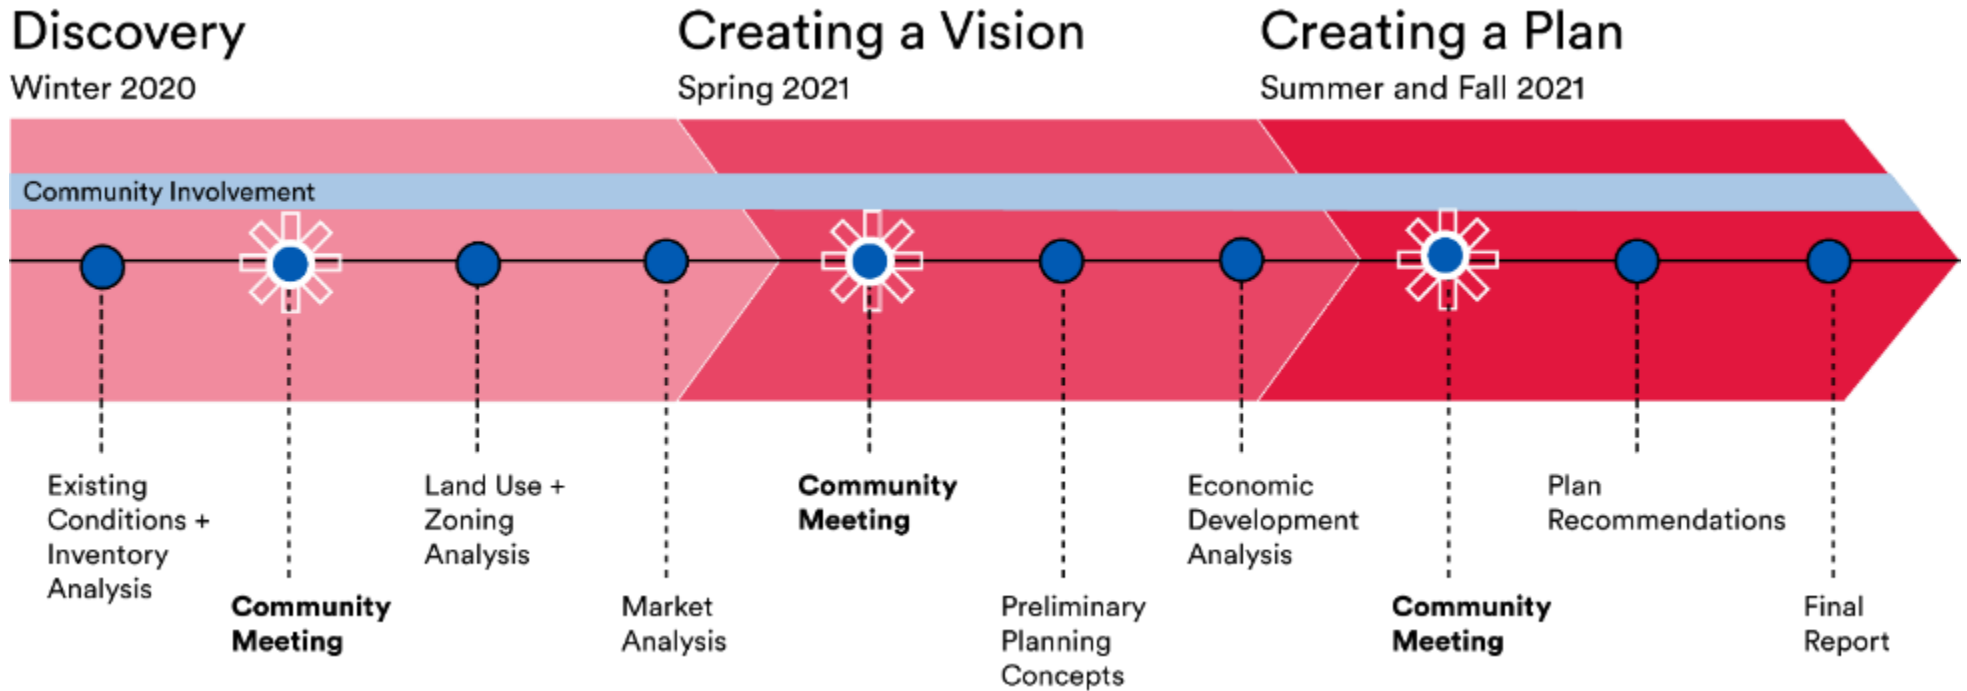 Discovery
Winter 2020
Creating a Vision
Spring 2021
Creating a Plan
Summer and Fall 2021
Community Involvement
Existing
Conditions +
Inventory
Analysis
Community
Meeting
Land Use +
Zoning
Analysis
Market
Analysis
Community
Meeting
Preliminary
Planning
Concepts
Economic
Development
Analysis
Community
Meeting
Plan
Recommendations
Final
Report